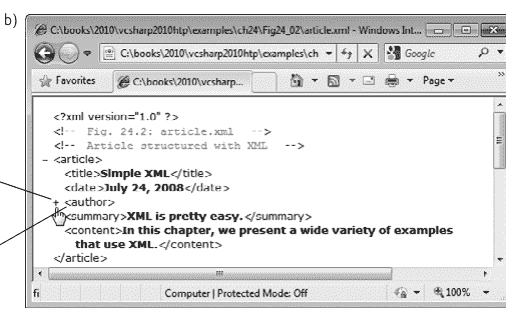 b)
C:\books\2010\vcsharp2010htp\examples\ch24\Fig24_02\article.xml - Windows Int...
C:\books\2010\vcsharp2010htp\examples\ch
Google
Favorites
C:\books\2010\vcsharp...
Page
<?xml version="1.0" ?>
<!-- Fig. 24.2: article.xml -->
<!-- Article structured with XML -->
- <article>
<title>Simple XML</title>
<date>July 24, 2008</date>
+ <author>
<summary>XML is pretty easy.</summary>
<content>In this chapter, we present a wide variety of examples
that use XML.</content>
</article>
fi
Computer | Protected Mode: Off
100%